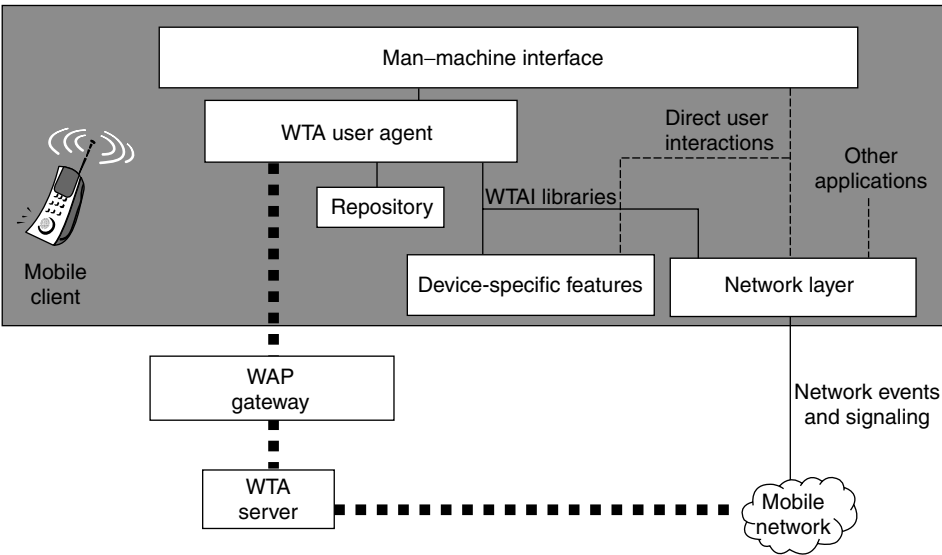 Man–machine interface
WTA user agent
Direct user
interactions
Other
applications
Repository
WTAI libraries
Mobile
client
Device-specific features
Network layer
WAP
gateway
Network events
and signaling
WTA
server
Mobile
network